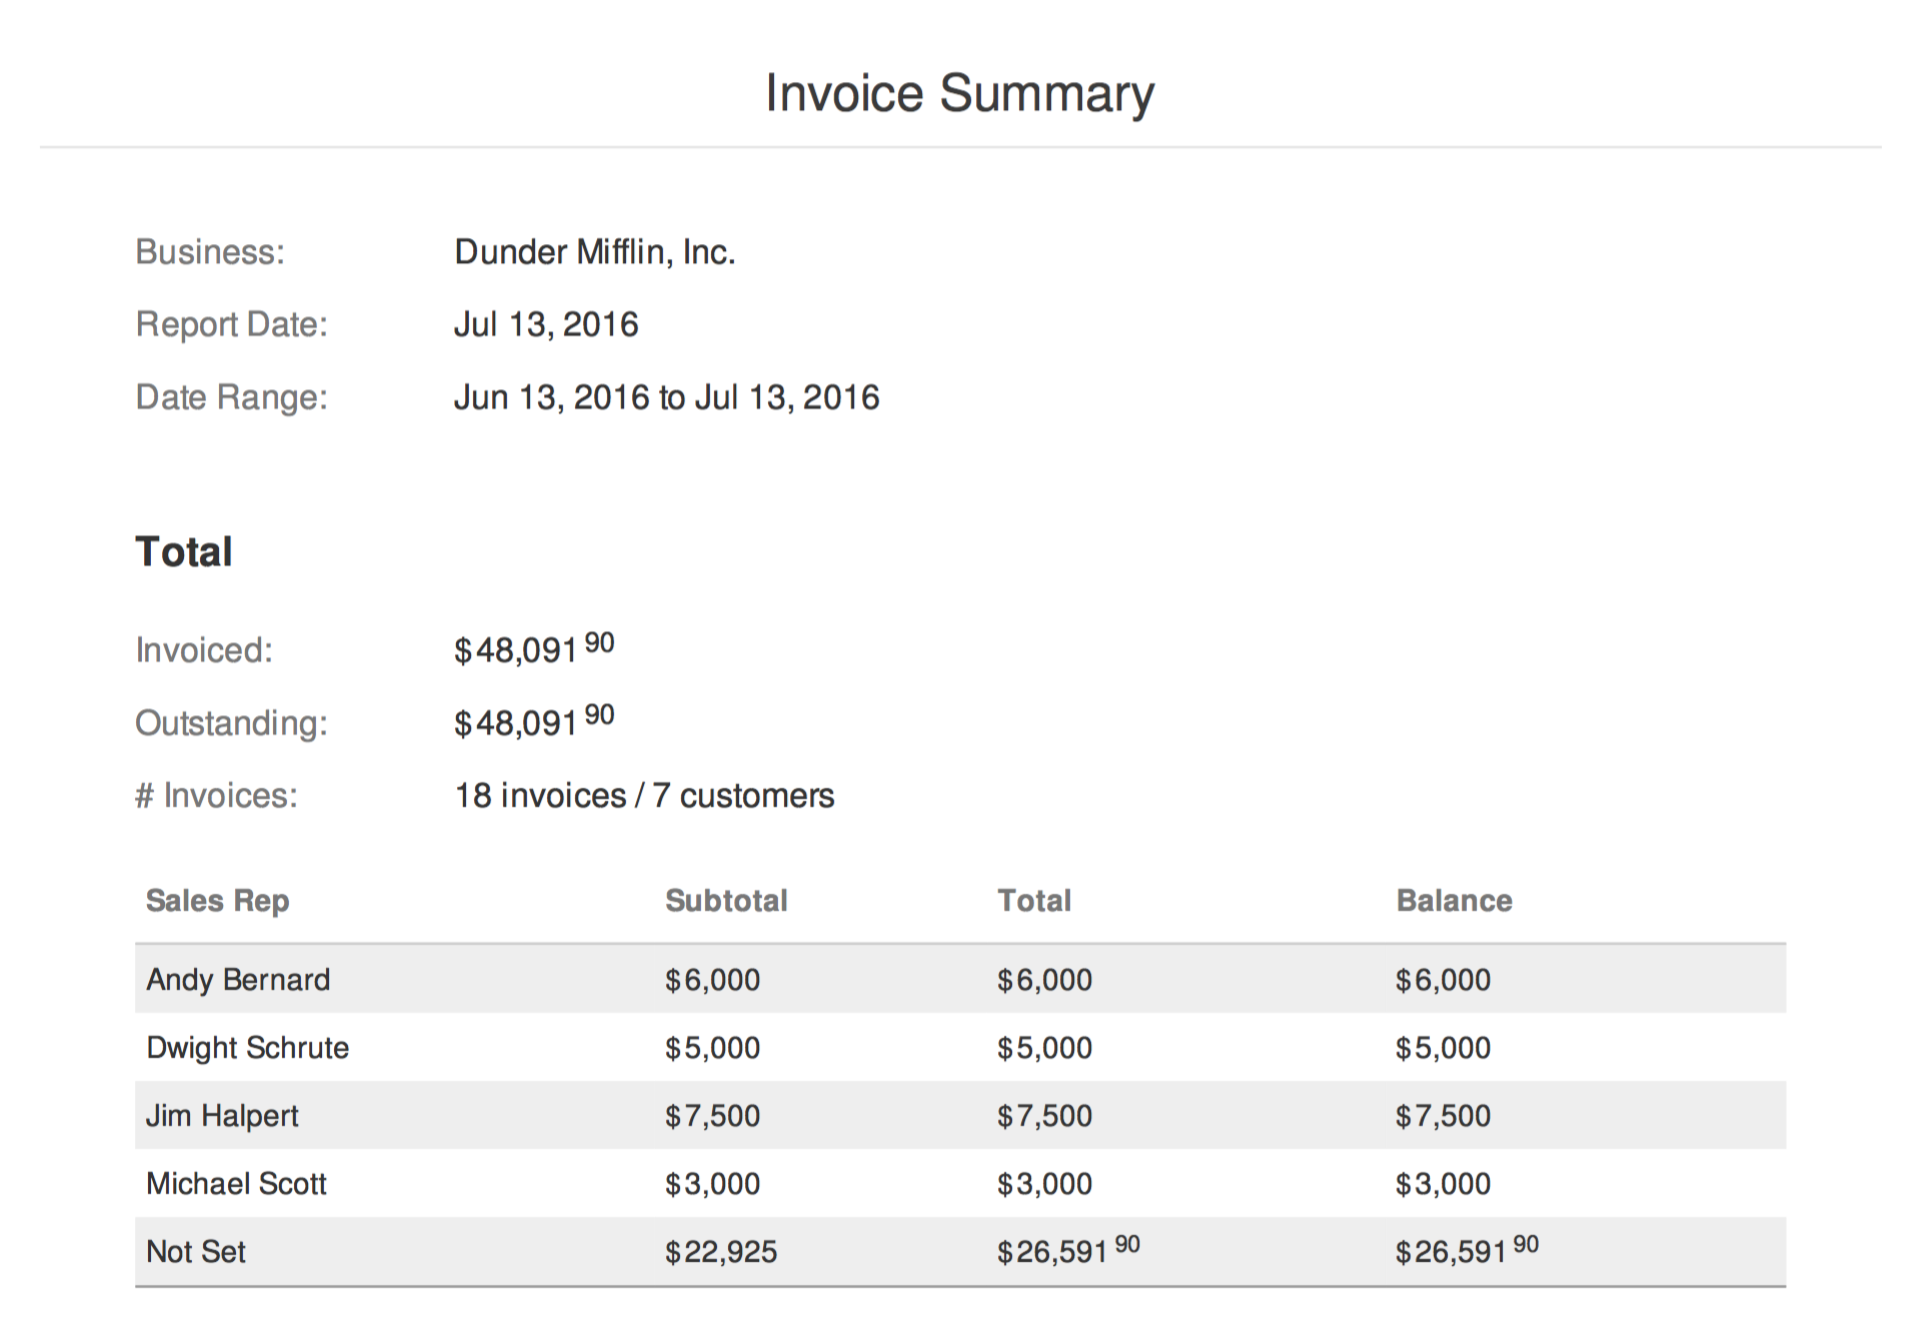 Invoice Summary
Business: Dunder Mifflin, Inc.
Report Date: Jul 13, 2016
Date Range: Jun 13, 2016 to Jul 13, 2016
Total
Invoiced: $48,091 90
Outstanding: $48,091 90
# Invoices: 18 invoices / 7 customers
Sales Rep Subtotal Total Balance
Andy Bernard $6,000 $6,000 $6,000
Dwight Schrute $5,000 $5,000 $5,000
Jim Halpert $7,500 $7,500 $7,500
Michael Scott $3,000 $3,000 $3,000
Not Set $22,925 $26,591 90 $26,591 90